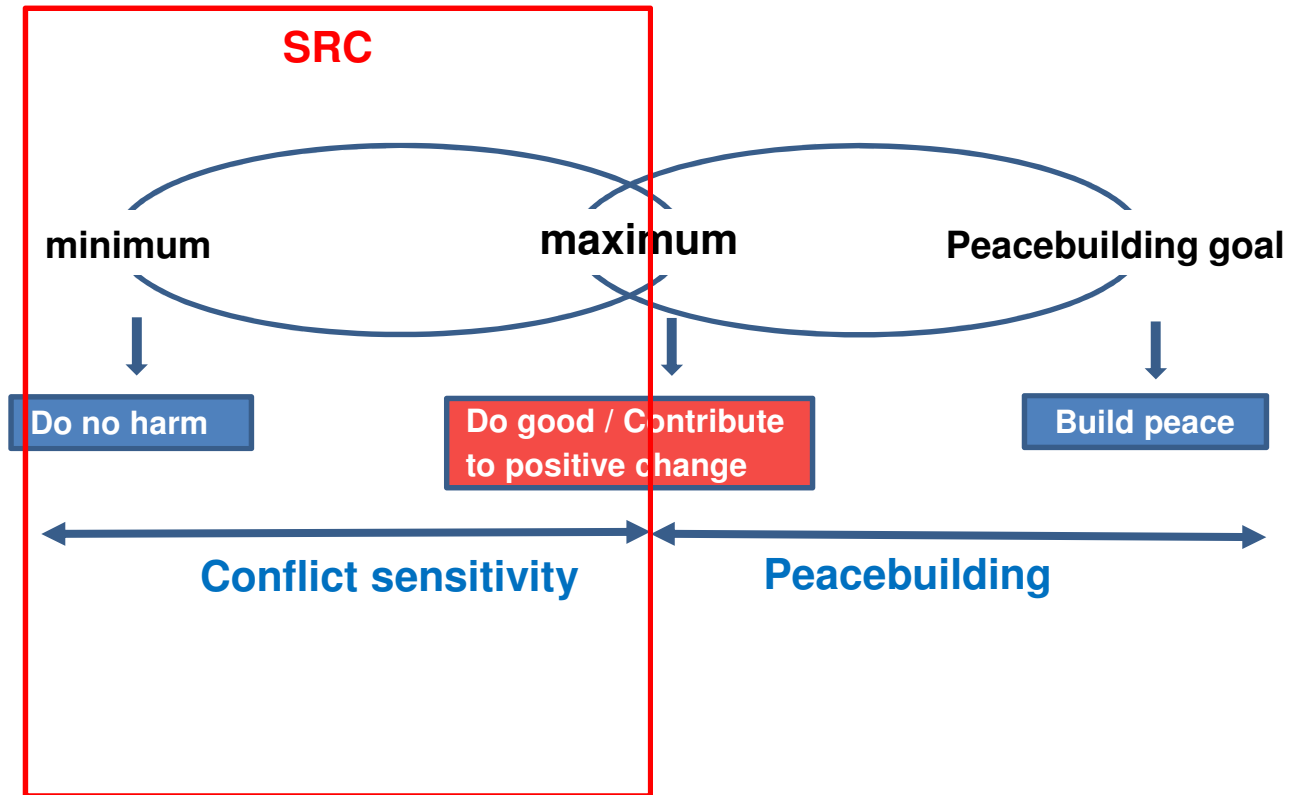 SRC
minimum
maximum
Peacebuilding goal
Do no harm
Do good / Contribute
to positive change
Build peace
Conflict sensitivity
Peacebuilding